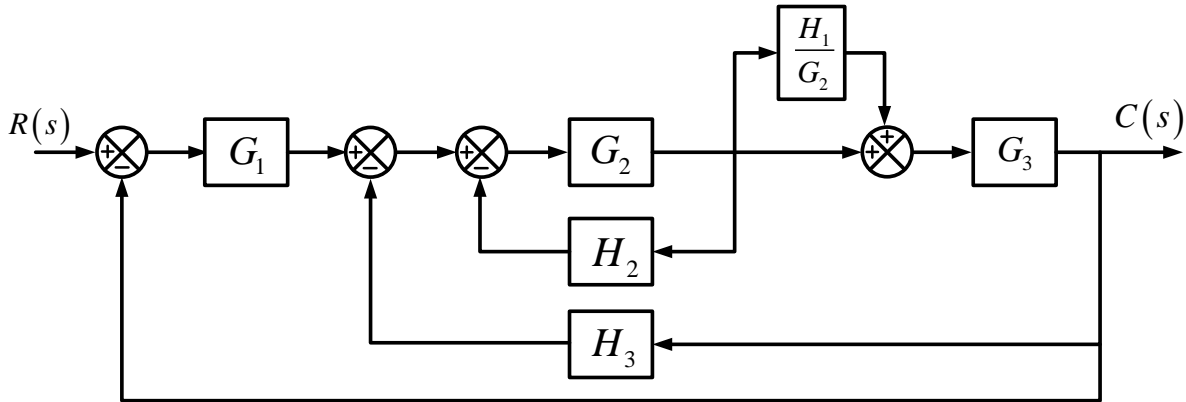 H₁
G₂
R(s)
G₁
G₂
G₃
C(s)
H₂
H₃
+
−
+
−
+
−
+
+